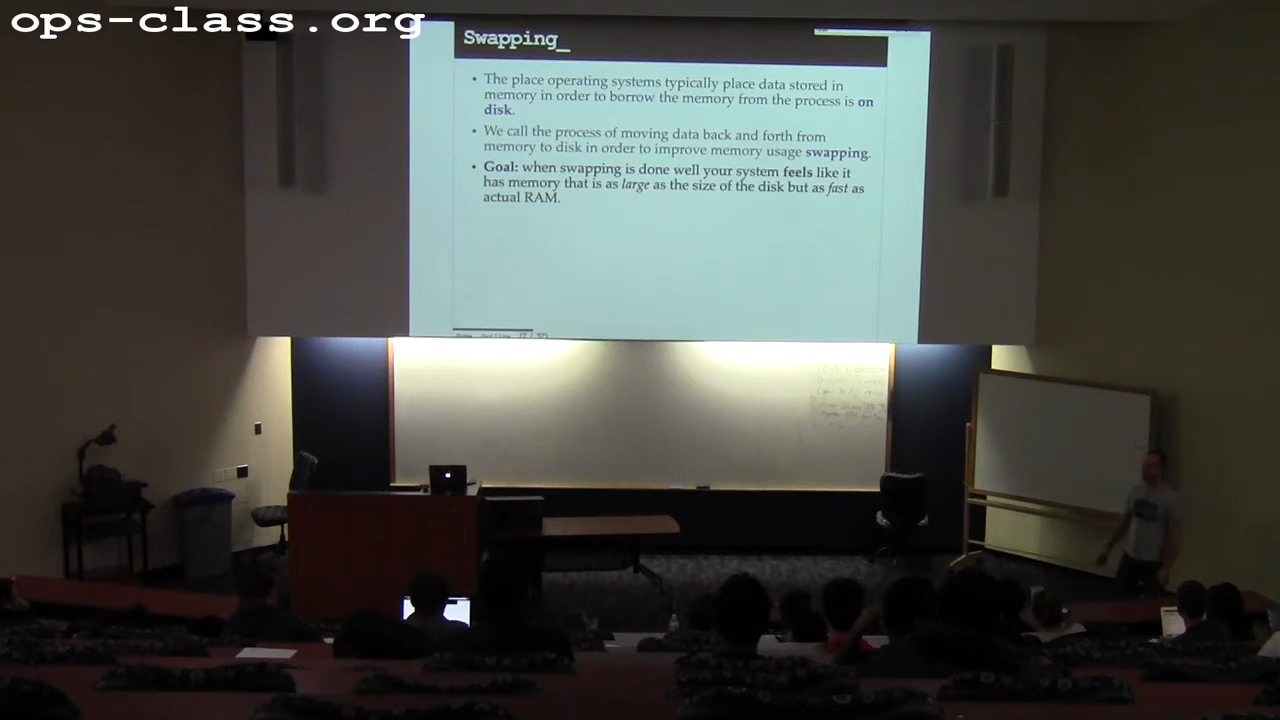 ops-class.org
Swapping_
• The place operating systems typically place data stored in
memory in order to borrow the memory from the process is on
disk.
• We call the process of moving data back and forth from
memory to disk in order to improve memory usage swapping.
• Goal: when swapping is done well your system feels like it
has memory that is as large as the size of the disk but as fast as
actual RAM.